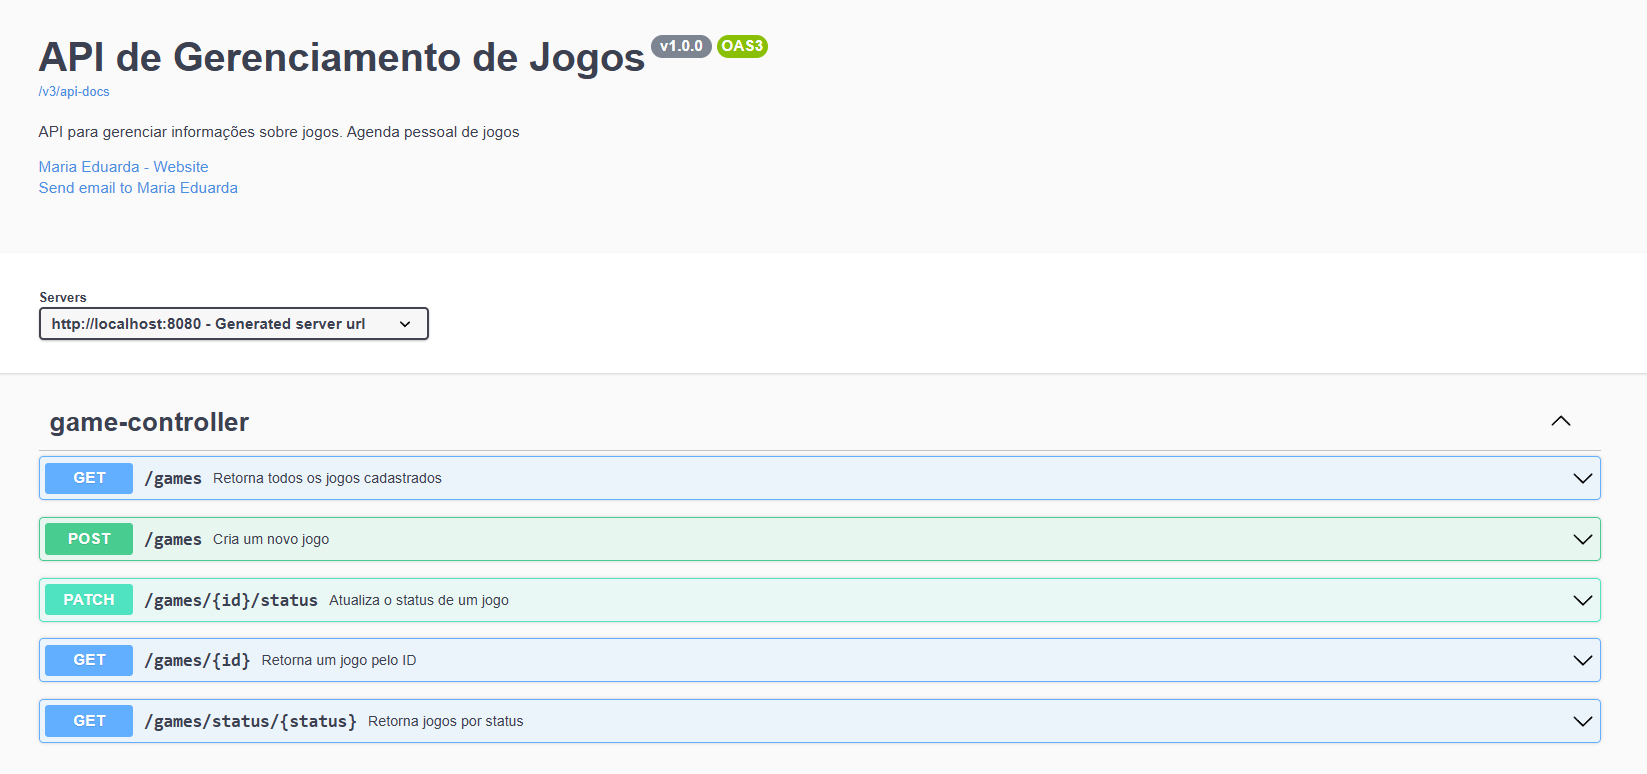 API de Gerenciamento de Jogos v1.0.0 OAS3
/v3/api-docs
API para gerenciar informações sobre jogos. Agenda pessoal de jogos
Maria Eduarda - Website
Send email to Maria Eduarda
Servers
http://localhost:8080 - Generated server url
game-controller
GET /games Retorna todos os jogos cadastrados
POST /games Cria um novo jogo
PATCH /games/{id}/status Atualiza o status de um jogo
GET /games/{id} Retorna um jogo pelo ID
GET /games/status/{status} Retorna jogos por status